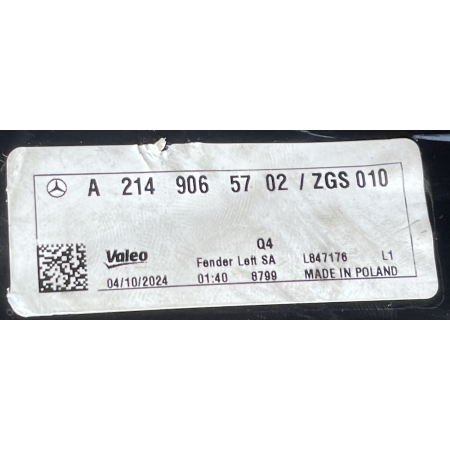 A 214 906 57 02 / ZGS 010
Q4
Valeo Fender Left SA L847176 L1
04/10/2024 01:40 8799 MADE IN POLAND